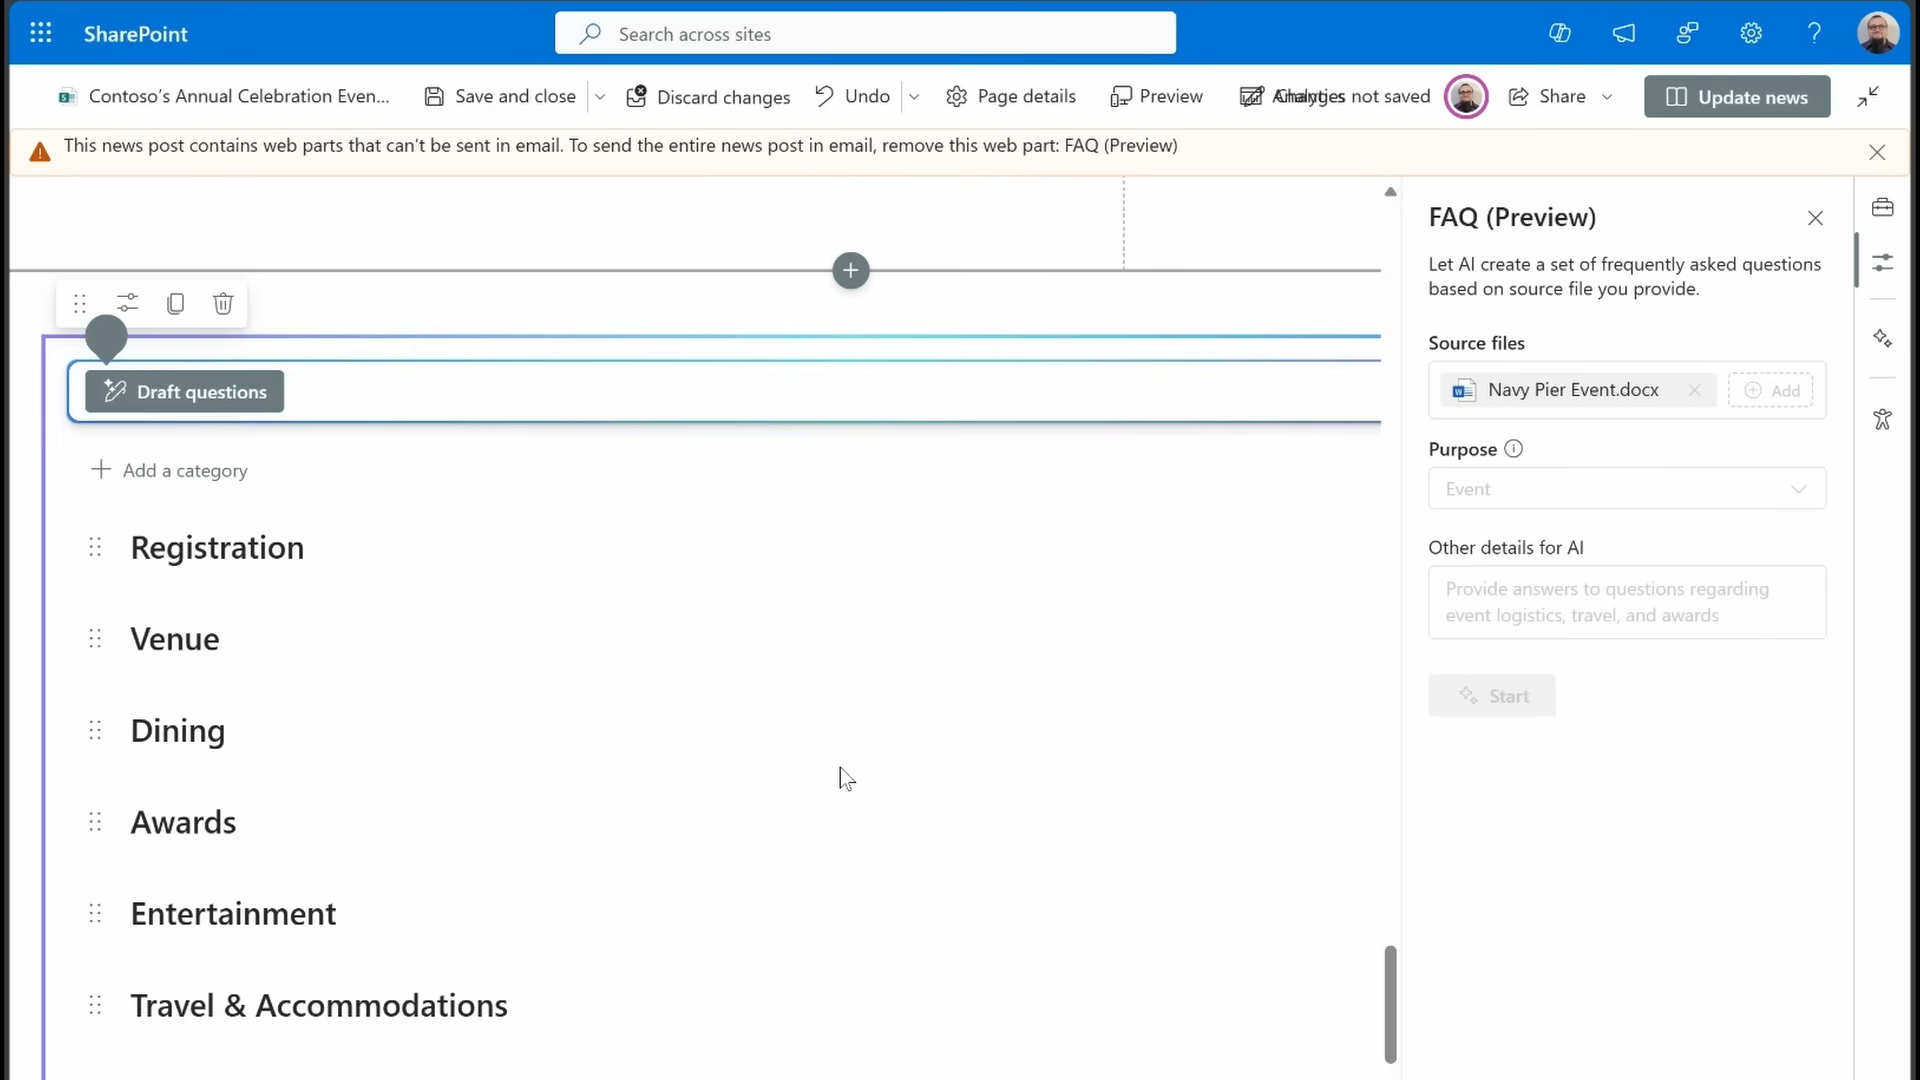 SharePoint
Search across sites
Contoso's Annual Celebration Even...
Save and close
Discard changes
Undo
Page details
Preview
Changes not saved
Share
Update news
This news post contains web parts that can't be sent in email. To send the entire news post in email, remove this web part: FAQ (Preview)
Draft questions
Add a category
Registration
Venue
Dining
Awards
Entertainment
Travel & Accommodations
FAQ (Preview)
Let AI create a set of frequently asked questions
based on source file you provide.
Source files
Navy Pier Event.docx
Add
Purpose
Event
Other details for AI
Provide answers to questions regarding
event logistics, travel, and awards
Start